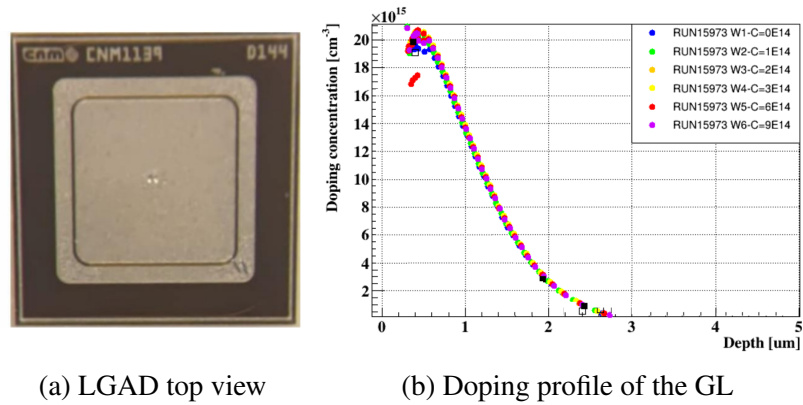 cnm CNM1139 D144
×10¹⁵
Doping concentration [cm⁻³]
20
18
16
14
12
10
8
6
4
2
0 1 2 3 4 5
Depth [um]
RUN15973 W1-C=0E14
RUN15973 W2-C=1E14
RUN15973 W3-C=2E14
RUN15973 W4-C=3E14
RUN15973 W5-C=6E14
RUN15973 W6-C=9E14
(a) LGAD top view
(b) Doping profile of the GL